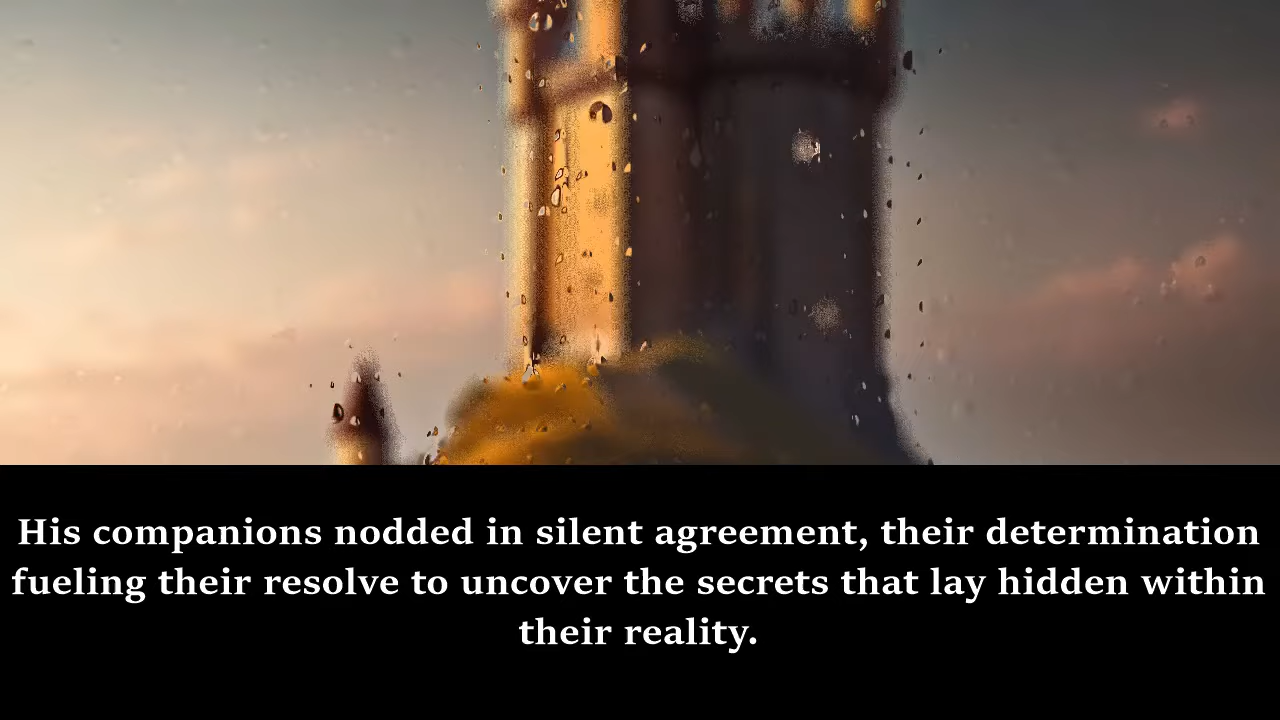 His companions nodded in silent agreement, their determination
fueling their resolve to uncover the secrets that lay hidden within
their reality.